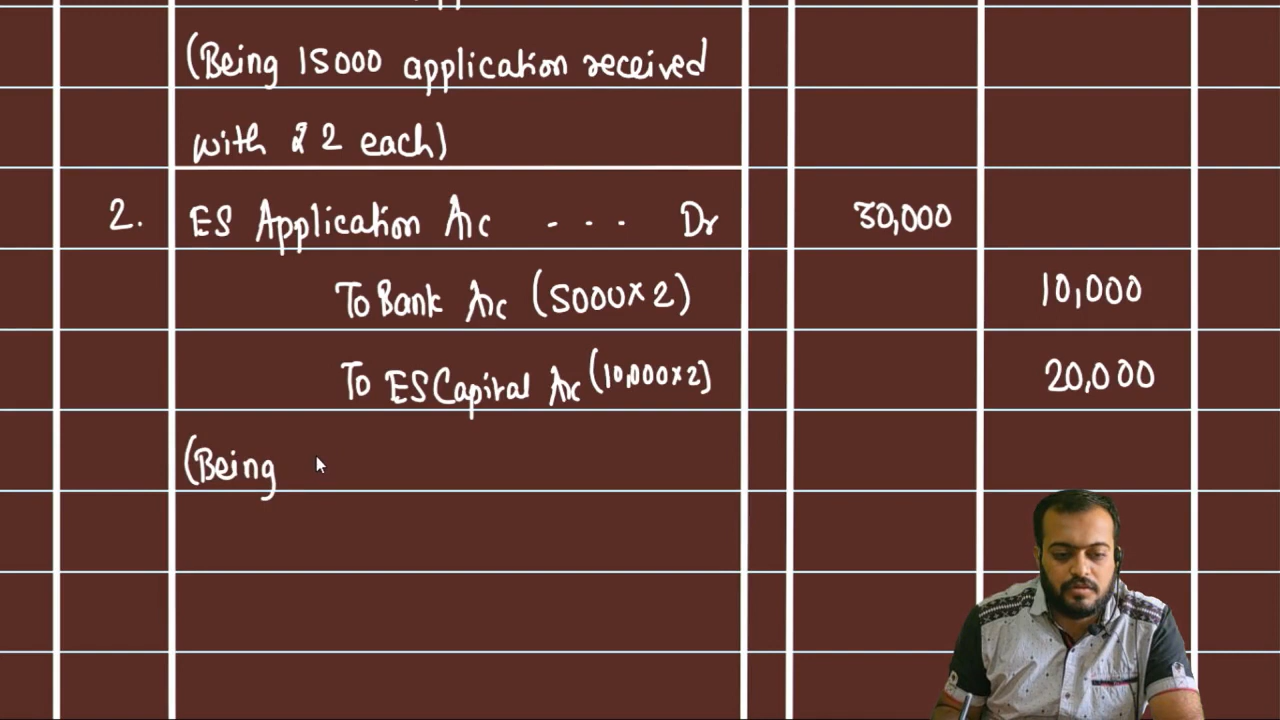 (Being 15000 application received
with ₹ 2 each)
2. ES Application A/c - - - Dr 30,000
To Bank A/c (5000×2) 10,000
To ES Capital A/c (10,000×2) 20,000
(Being